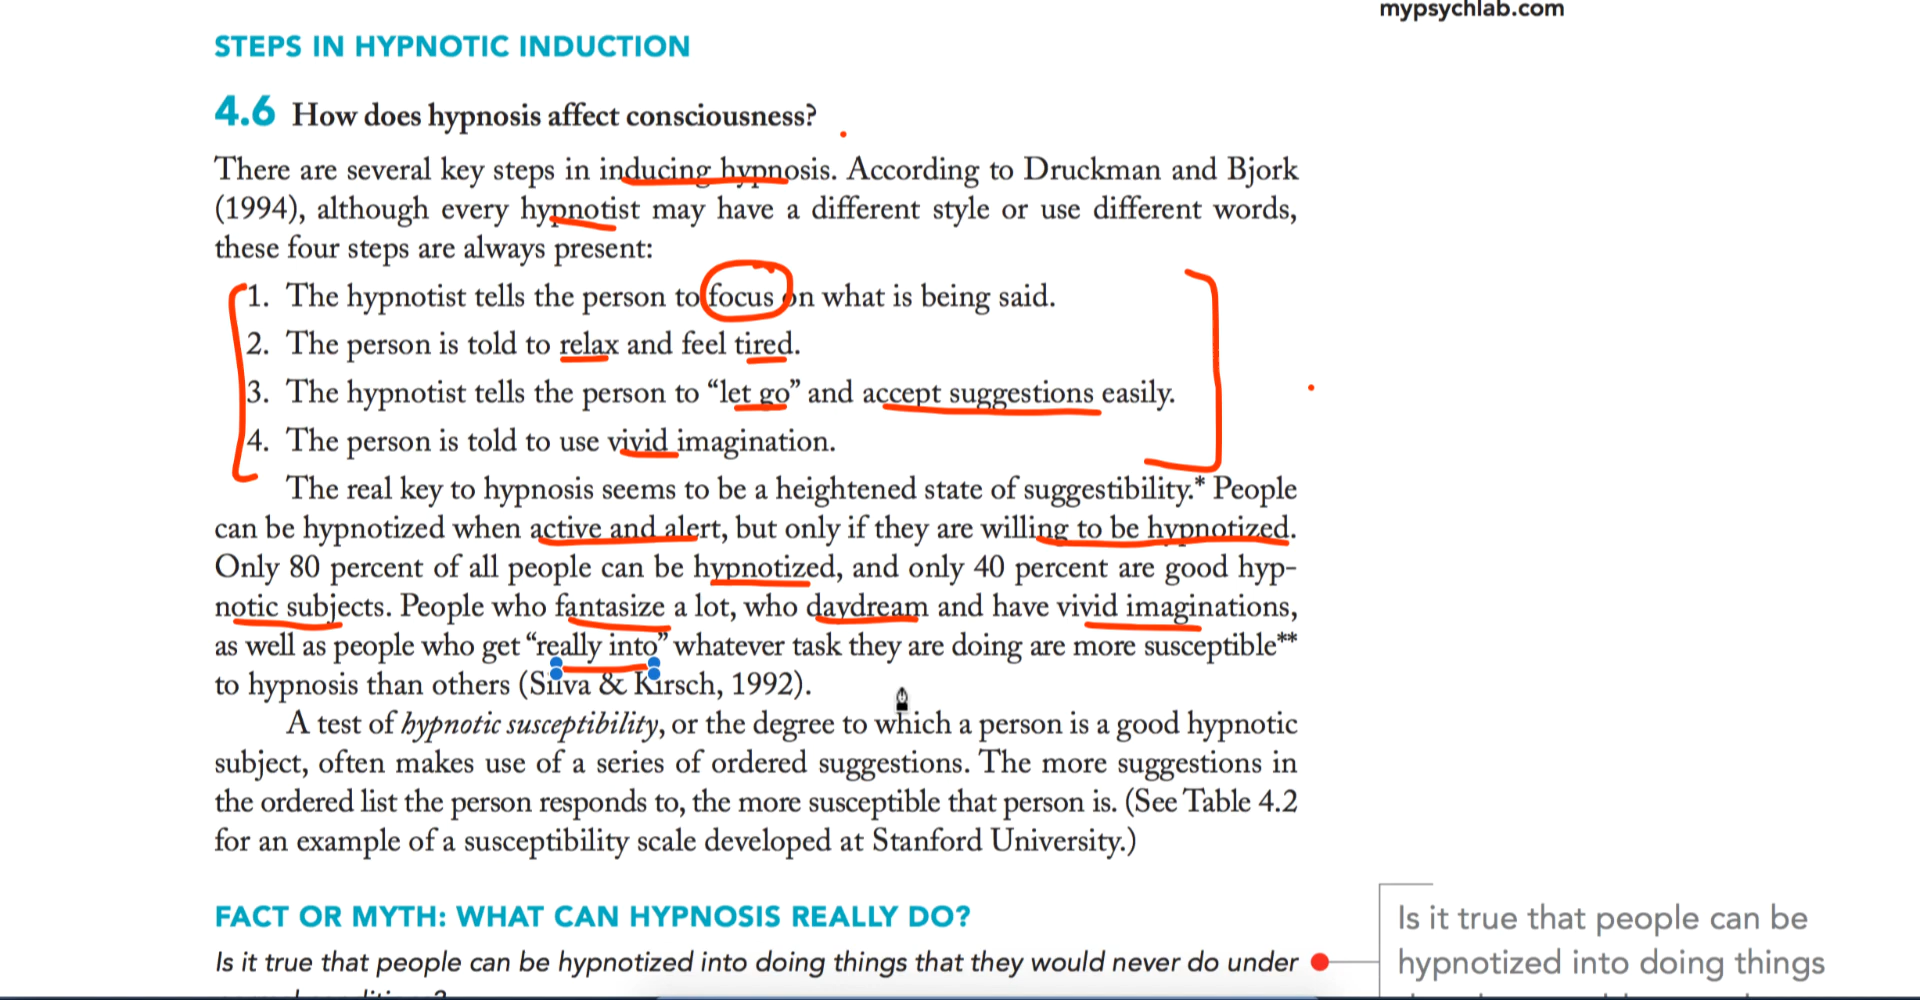 mypsychlab.com
STEPS IN HYPNOTIC INDUCTION
4.6 How does hypnosis affect consciousness?
There are several key steps in inducing hypnosis. According to Druckman and Bjork
(1994), although every hypnotist may have a different style or use different words,
these four steps are always present:
1. The hypnotist tells the person to focus on what is being said.
2. The person is told to relax and feel tired.
3. The hypnotist tells the person to “let go” and accept suggestions easily.
4. The person is told to use vivid imagination.
The real key to hypnosis seems to be a heightened state of suggestibility.* People
can be hypnotized when active and alert, but only if they are willing to be hypnotized.
Only 80 percent of all people can be hypnotized, and only 40 percent are good hyp-
notic subjects. People who fantasize a lot, who daydream and have vivid imaginations,
as well as people who get “really into” whatever task they are doing are more susceptible**
to hypnosis than others (Silva & Kirsch, 1992).
A test of hypnotic susceptibility, or the degree to which a person is a good hypnotic
subject, often makes use of a series of ordered suggestions. The more suggestions in
the ordered list the person responds to, the more susceptible that person is. (See Table 4.2
for an example of a susceptibility scale developed at Stanford University.)
FACT OR MYTH: WHAT CAN HYPNOSIS REALLY DO?
Is it true that people can be hypnotized into doing things that they would never do under
Is it true that people can be
hypnotized into doing things